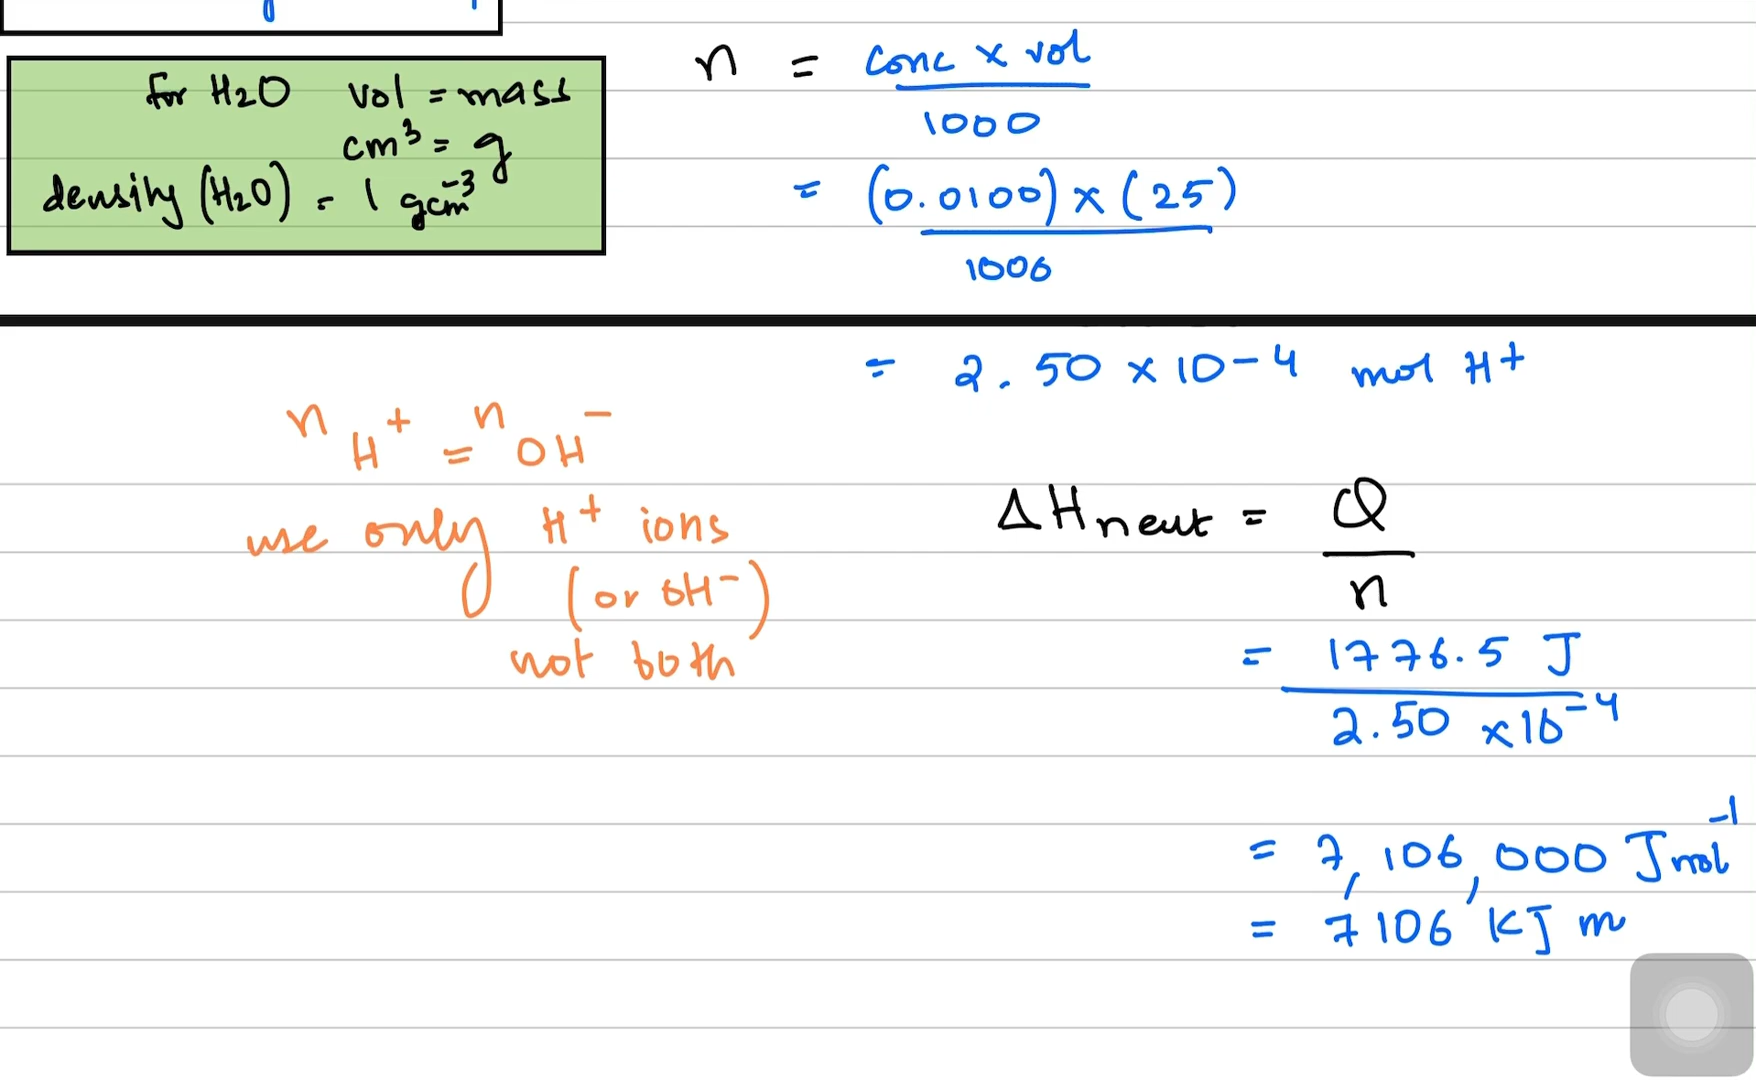 for H2O vol = mass
cm³ = g
density (H2O) = 1 gcm⁻³
n = conc × vol
1000
= (0.0100) × (25)
1000
= 2.50 × 10-4 mol H+
n H+ = n OH-
use only H+ ions
(or OH-)
not both
ΔHneut = Q
n
= 1776.5 J
2.50 ×10⁻⁴
= 7,106,000 Jmol⁻¹
= 7106 KJ m